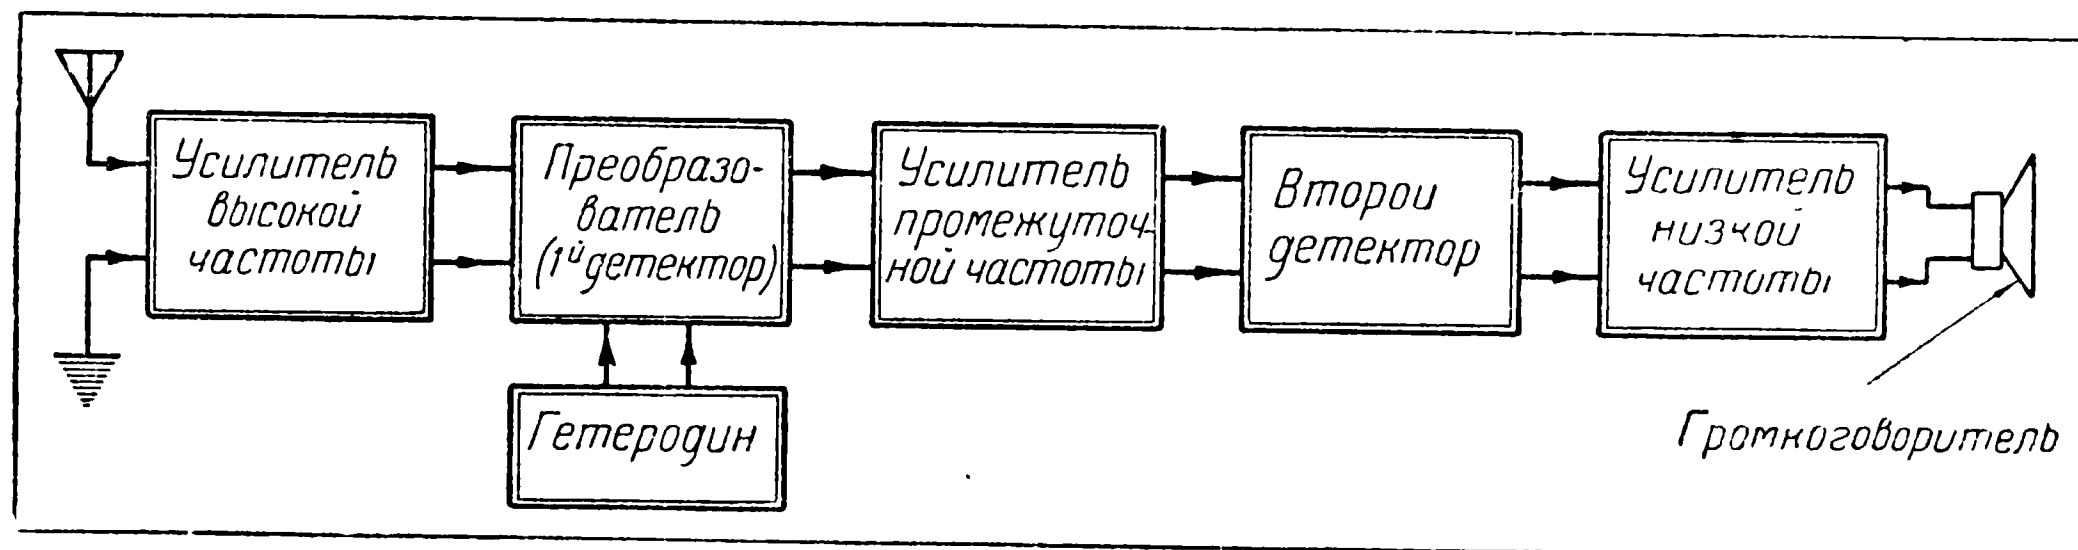 Усилитель
высокой
частоты
Преобразо-
ватель
(1й детектор)
Усилитель
промежуточ-
ной частоты
Второй
детектор
Усилитель
низкой
частоты
Гетеродин
Громкоговоритель